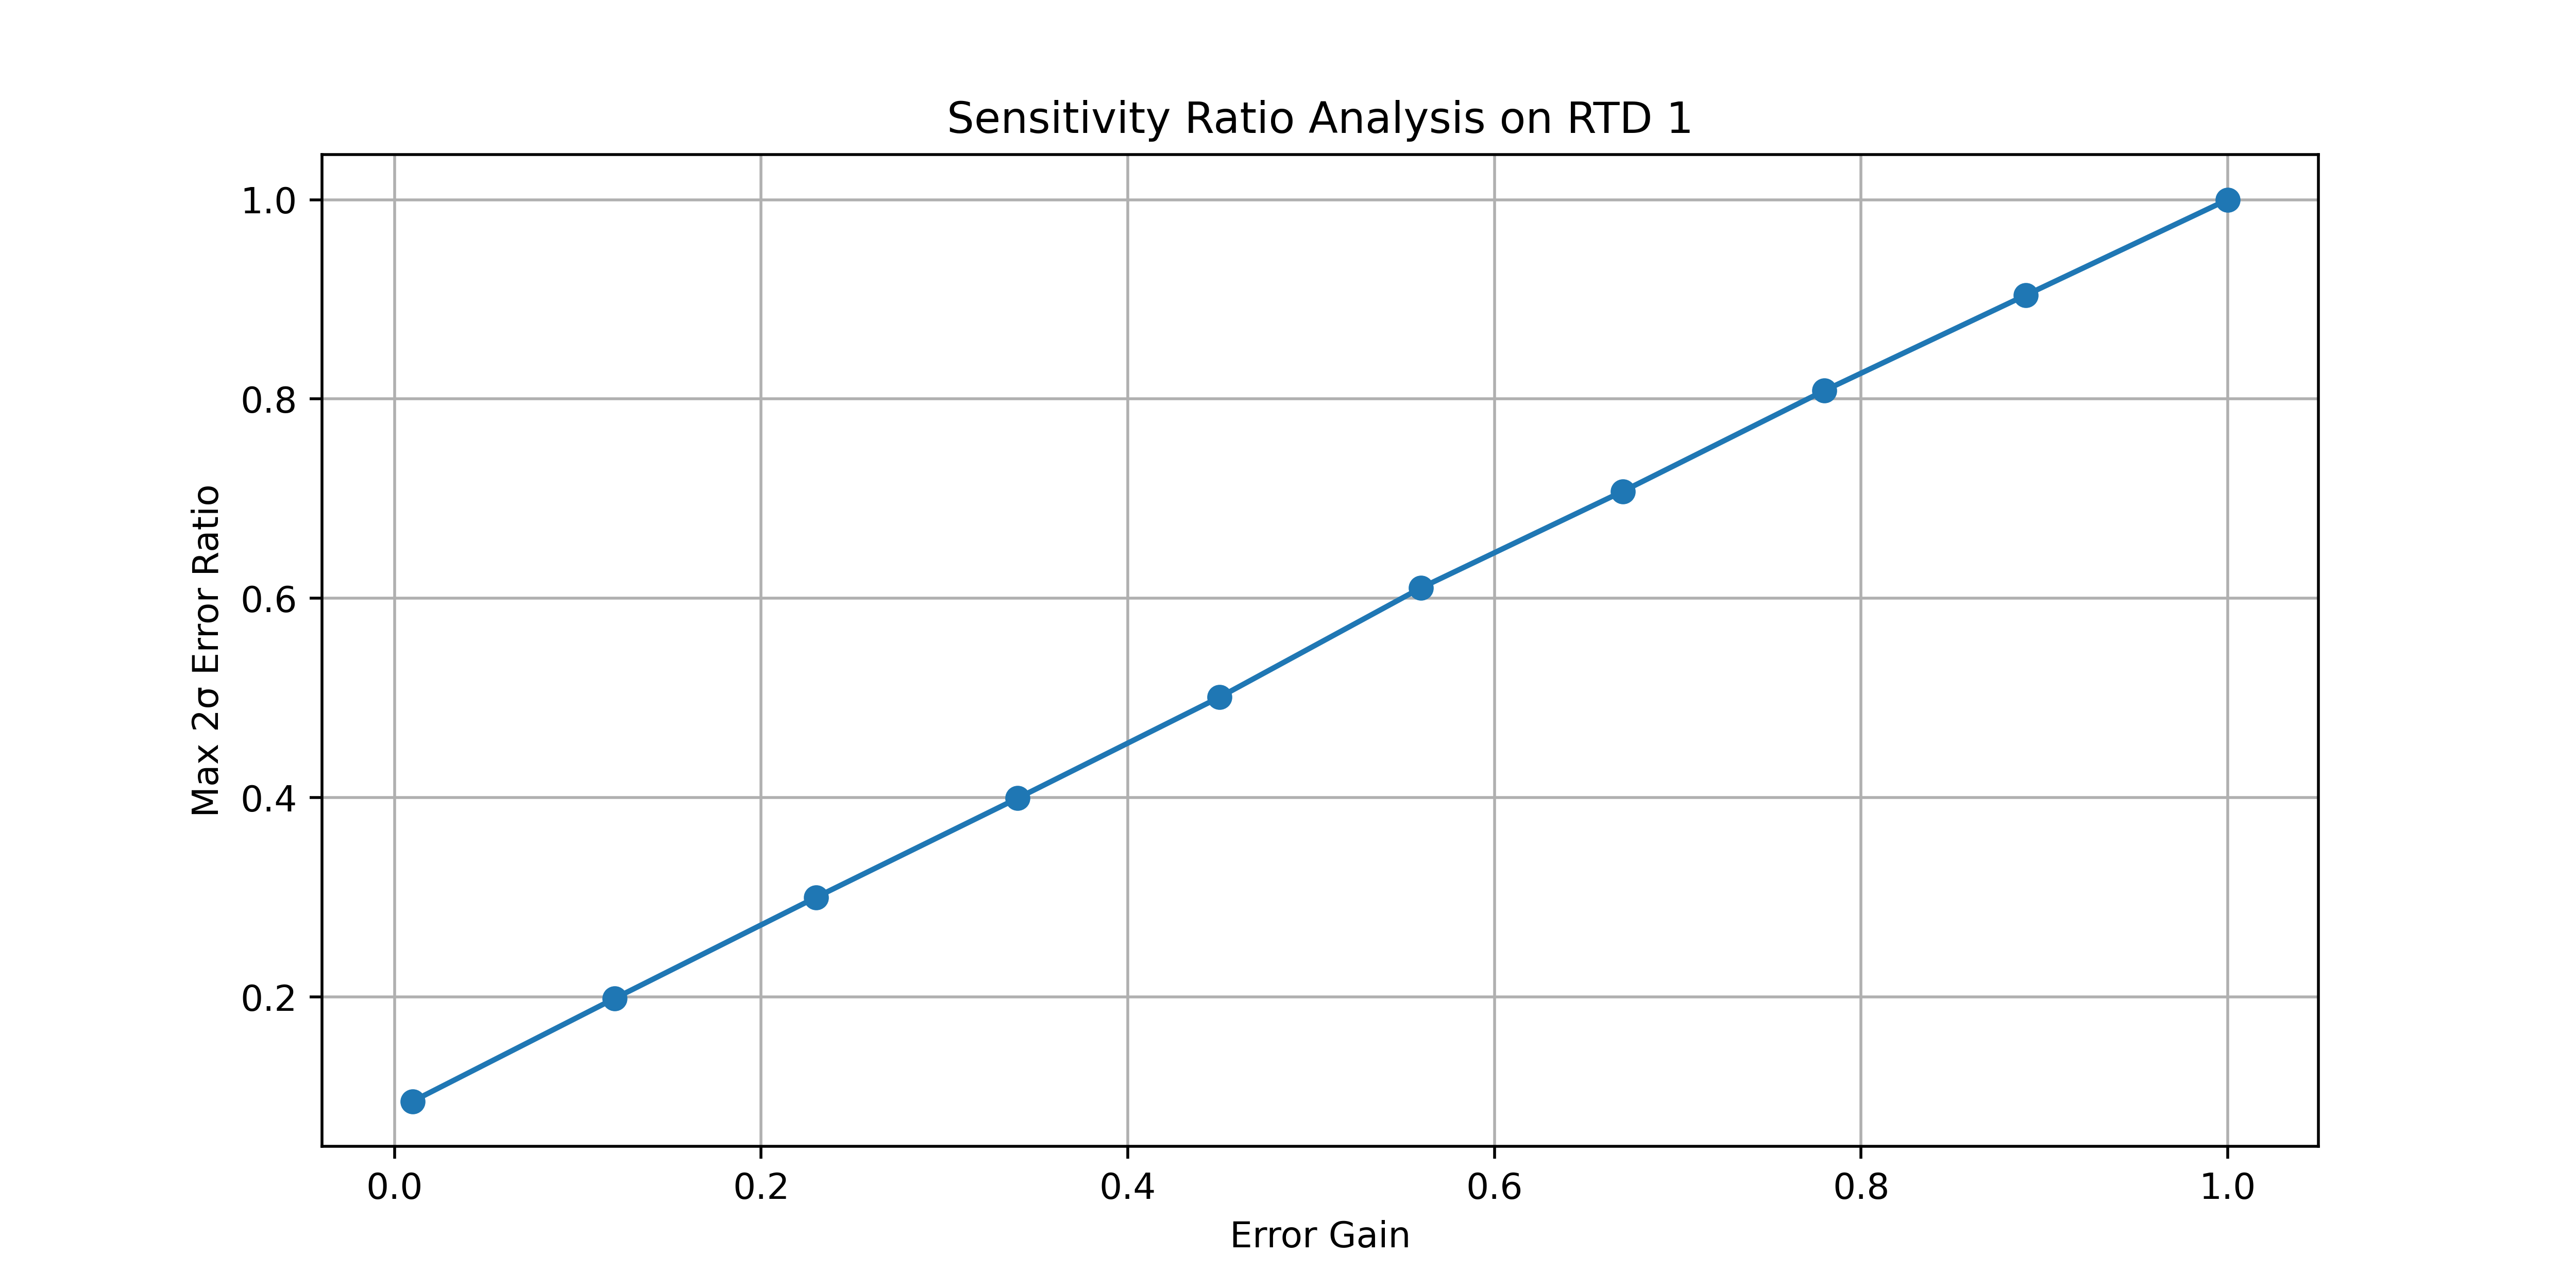 Sensitivity Ratio Analysis on RTD 1
Max 2σ Error Ratio
1.0
0.8
0.6
0.4
0.2
0.0 0.2 0.4 0.6 0.8 1.0
Error Gain